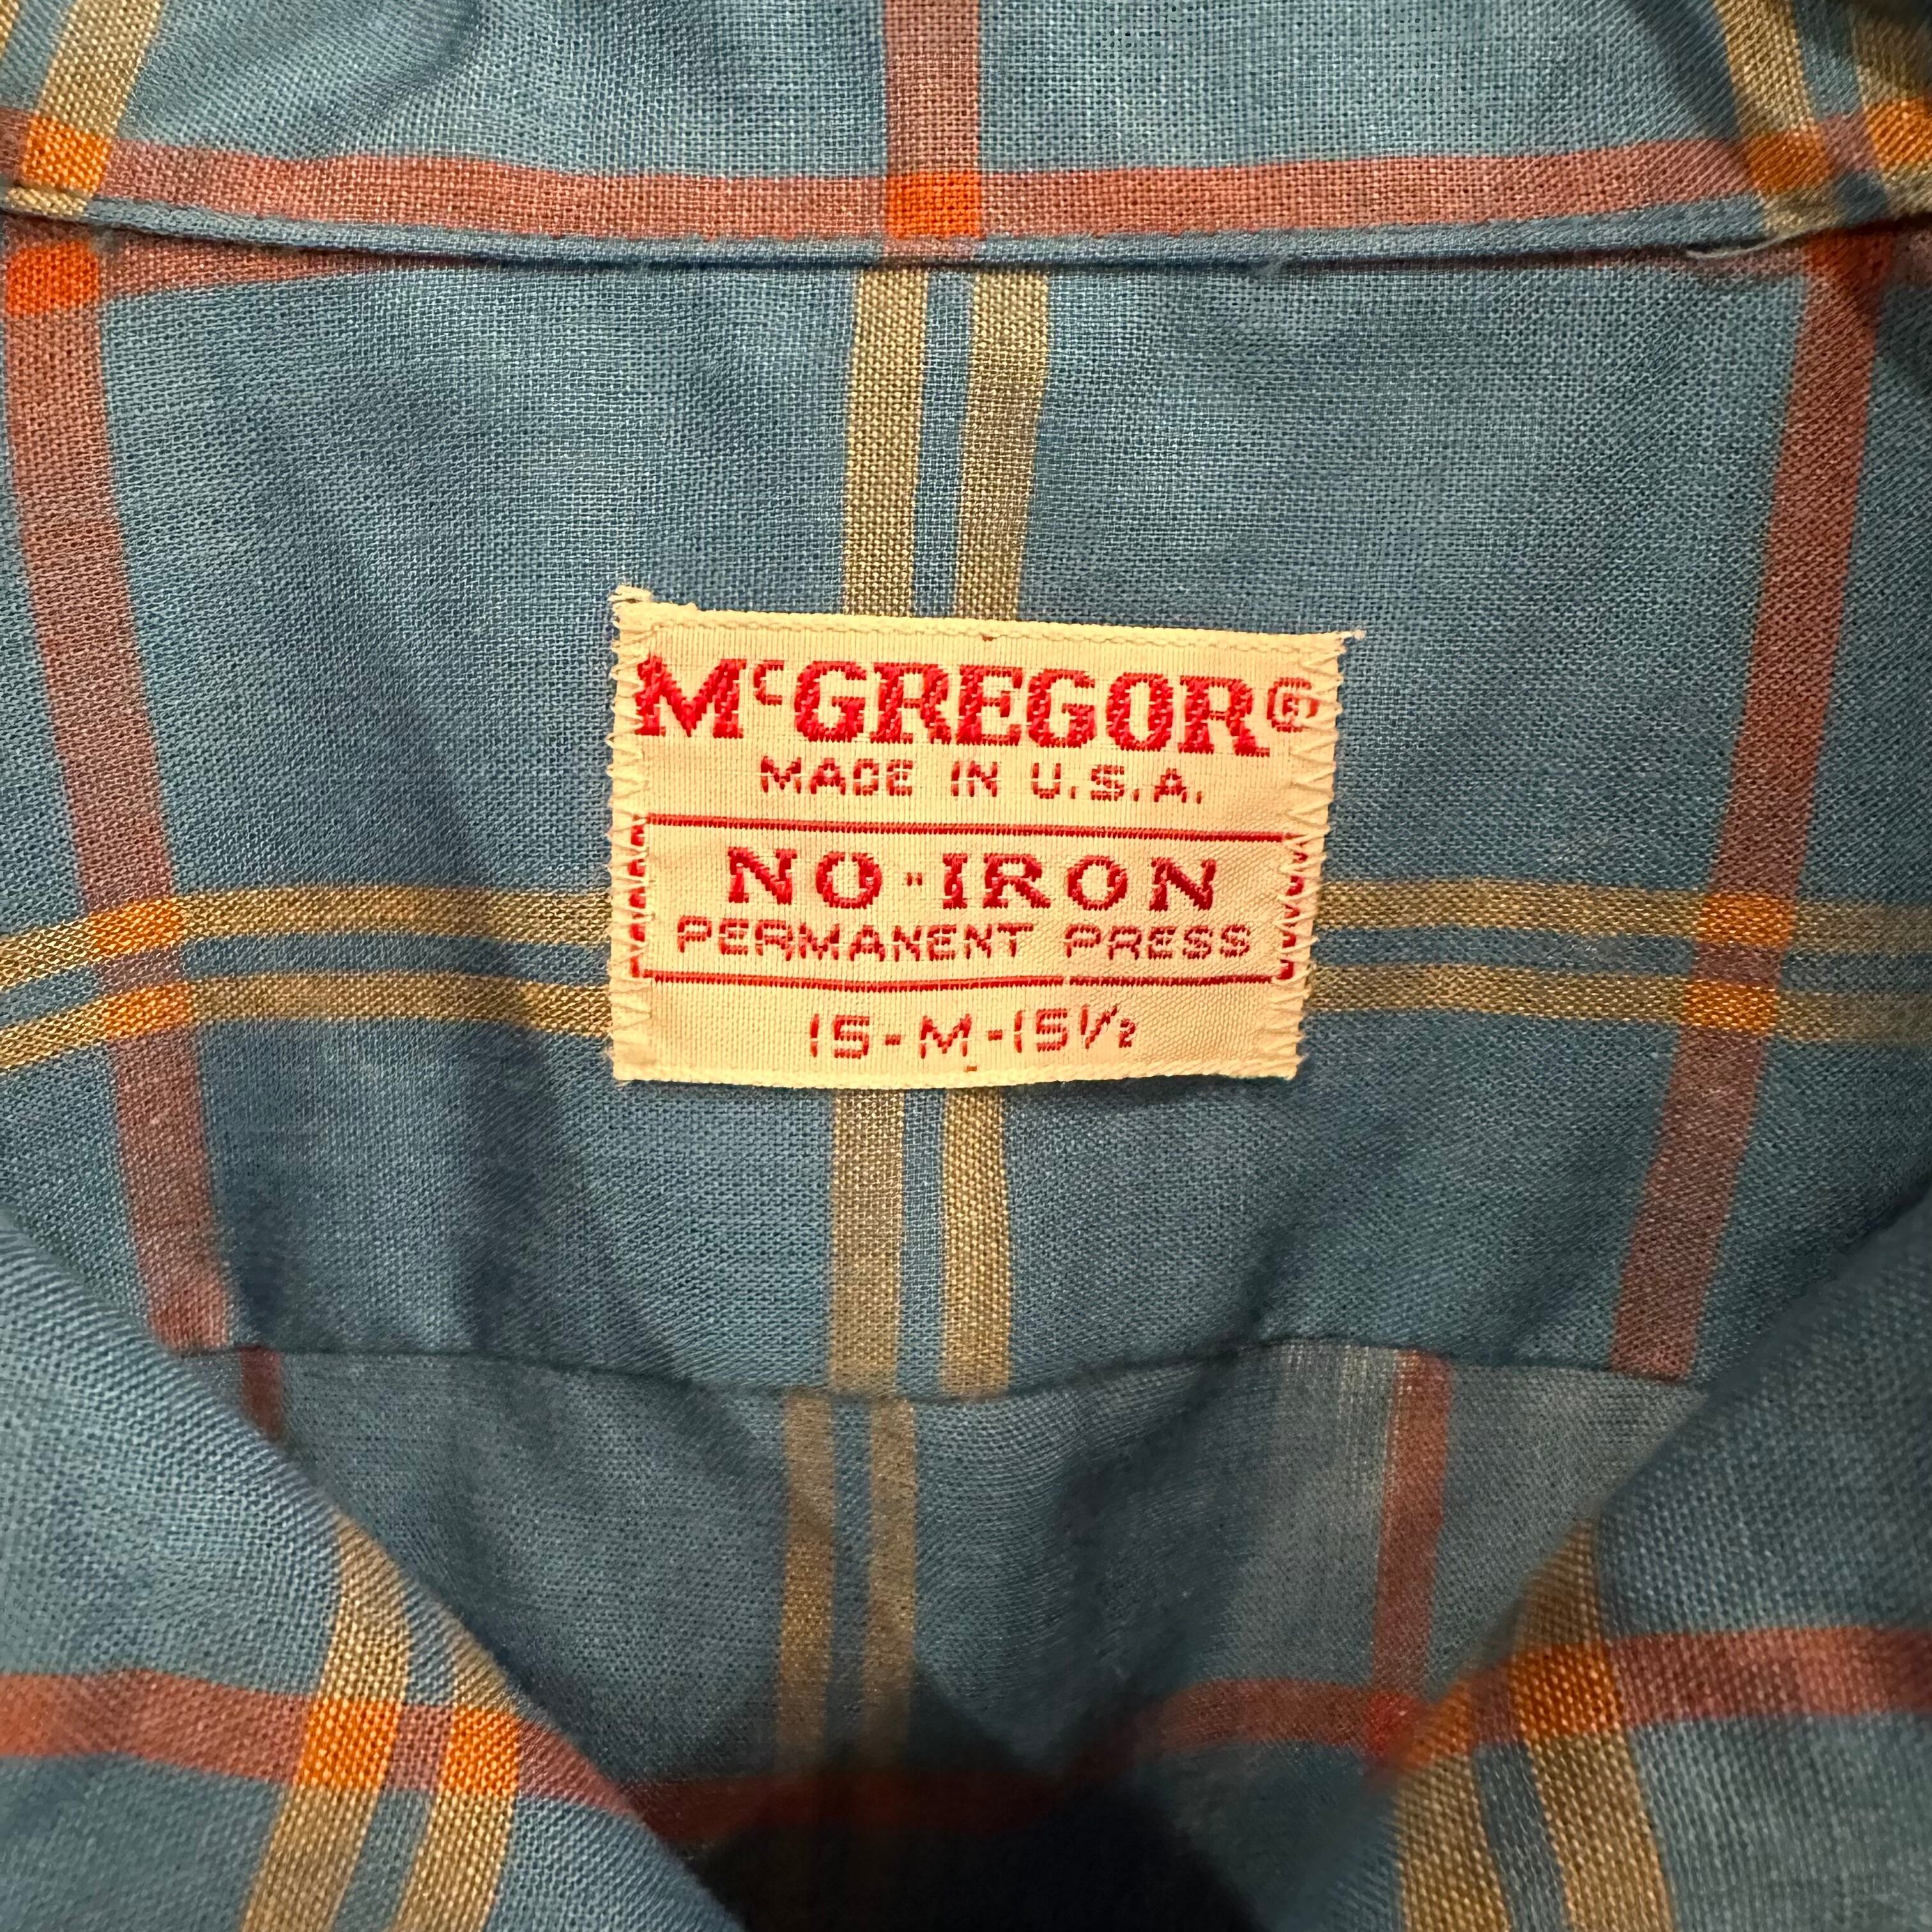 McGREGOR®
MADE IN U.S.A.
NO-IRON
PERMANENT PRESS
15-M-15½